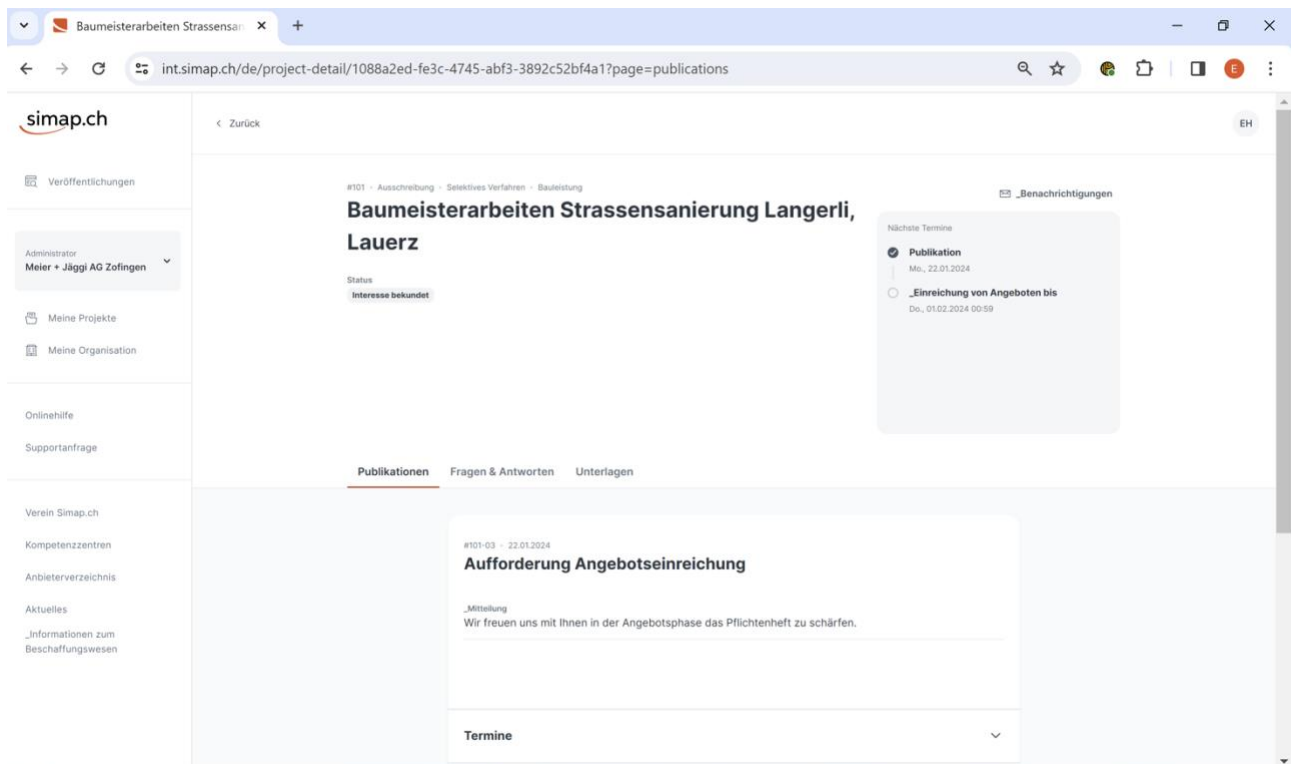 Baumeisterarbeiten Strassensan
int.simap.ch/de/project-detail/1088a2ed-fe3c-4745-abf3-3892c52bf4a1?page=publications
E
simap.ch
Zurück
EH
Veröffentlichungen
Administrator
Meier + Jäggi AG Zofingen
Meine Projekte
Meine Organisation
Onlinehilfe
Supportanfrage
Verein Simap.ch
Kompetenzzentren
Anbieterverzeichnis
Aktuelles
_Informationen zum
Beschaffungswesen
#101 - Ausschreibung - Selektives Verfahren - Bauleistung
Baumeisterarbeiten Strassensanierung Langerli,
Lauerz
Status
Interesse bekundet
_Benachrichtigungen
Nächste Termine
Publikation
Mo., 22.01.2024
_Einreichung von Angeboten bis
Do., 01.02.2024 00:59
Publikationen Fragen & Antworten Unterlagen
#101-03 - 22.01.2024
Aufforderung Angebotseinreichung
_Mitteilung
Wir freuen uns mit Ihnen in der Angebotsphase das Pflichtenheft zu schärfen.
Termine